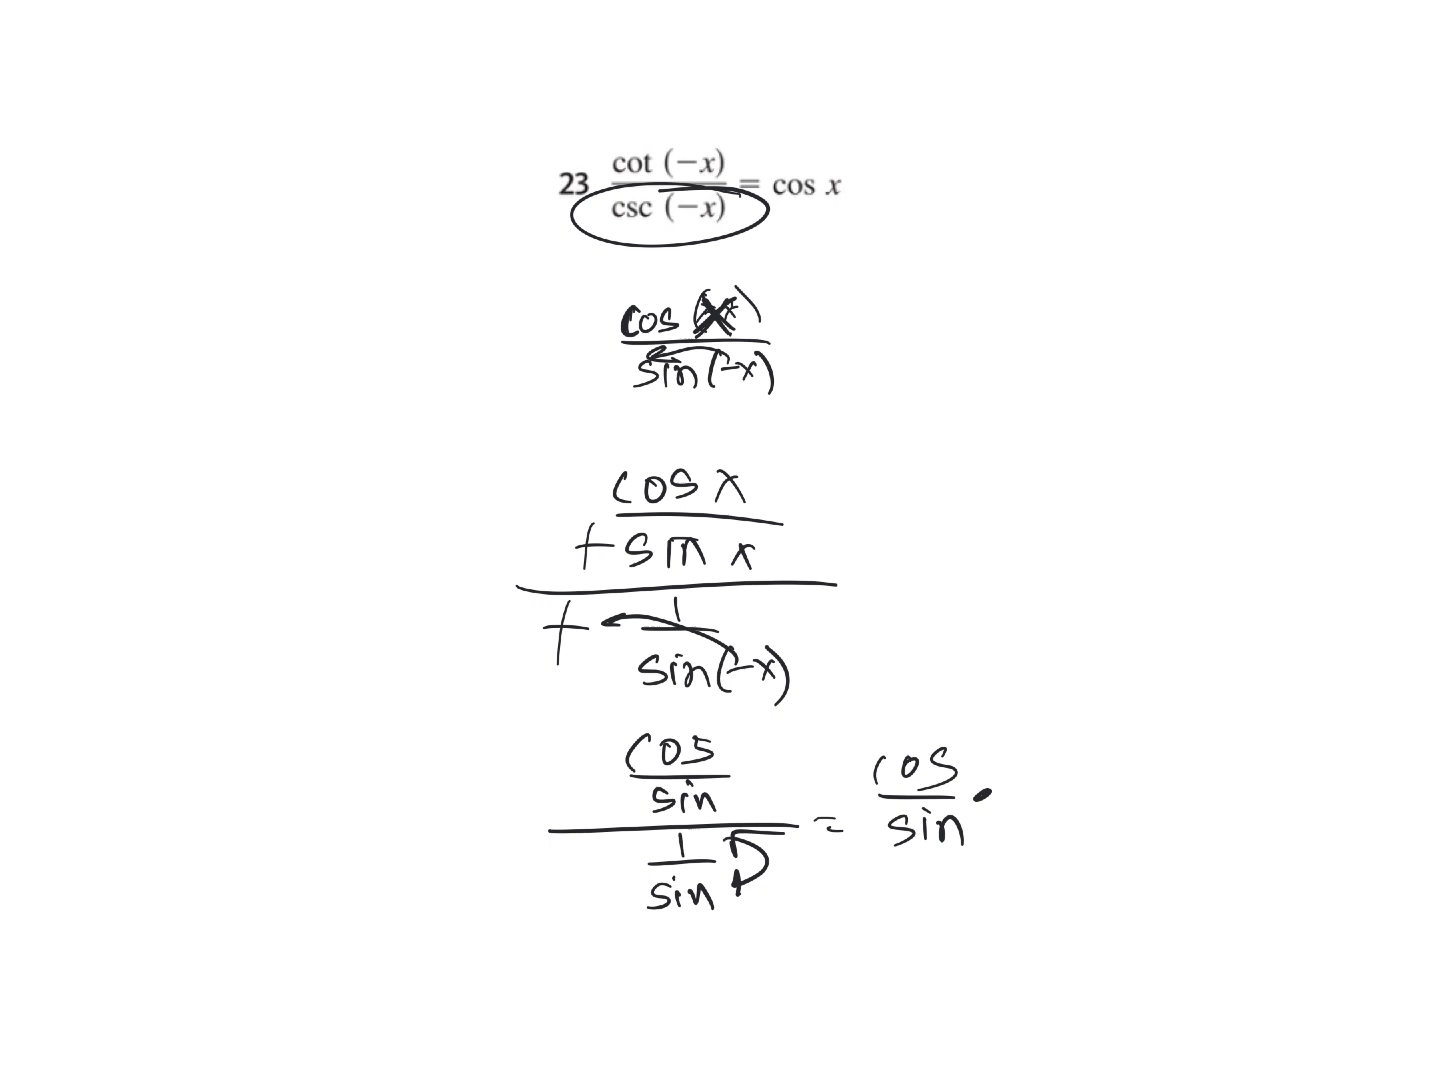 23 cot (−x) / csc (−x) = cos x
cos (x)
sin(-x)
cos x
+ sin x
+ 1
sin(-x)
cos
sin
1
sin
= cos
sin ·